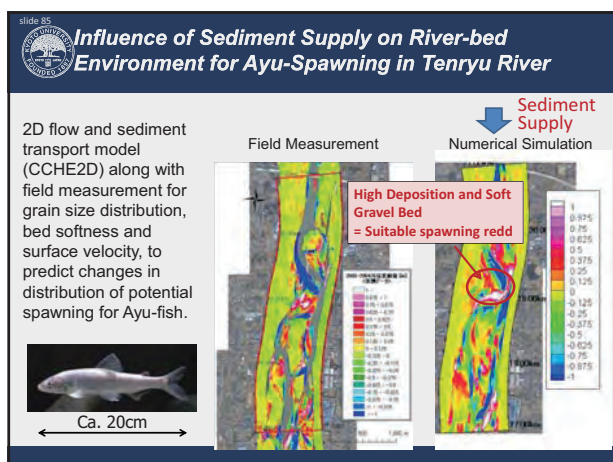 slide 85
KYOTO UNIVERSITY
FOUNDED 1897
Influence of Sediment Supply on River-bed
Environment for Ayu-Spawning in Tenryu River
Sediment
Supply
2D flow and sediment
transport model
(CCHE2D) along with
field measurement for
grain size distribution,
bed softness and
surface velocity, to
predict changes in
distribution of potential
spawning for Ayu-fish.
Field Measurement
Numerical Simulation
High Deposition and Soft
Gravel Bed
= Suitable spawning redd
1
0.875
0.75
0.625
0.5
0.375
0.25
0.125
0
-0.125
-0.25
-0.375
-0.5
-0.625
-0.75
-0.875
-1
Ca. 20cm